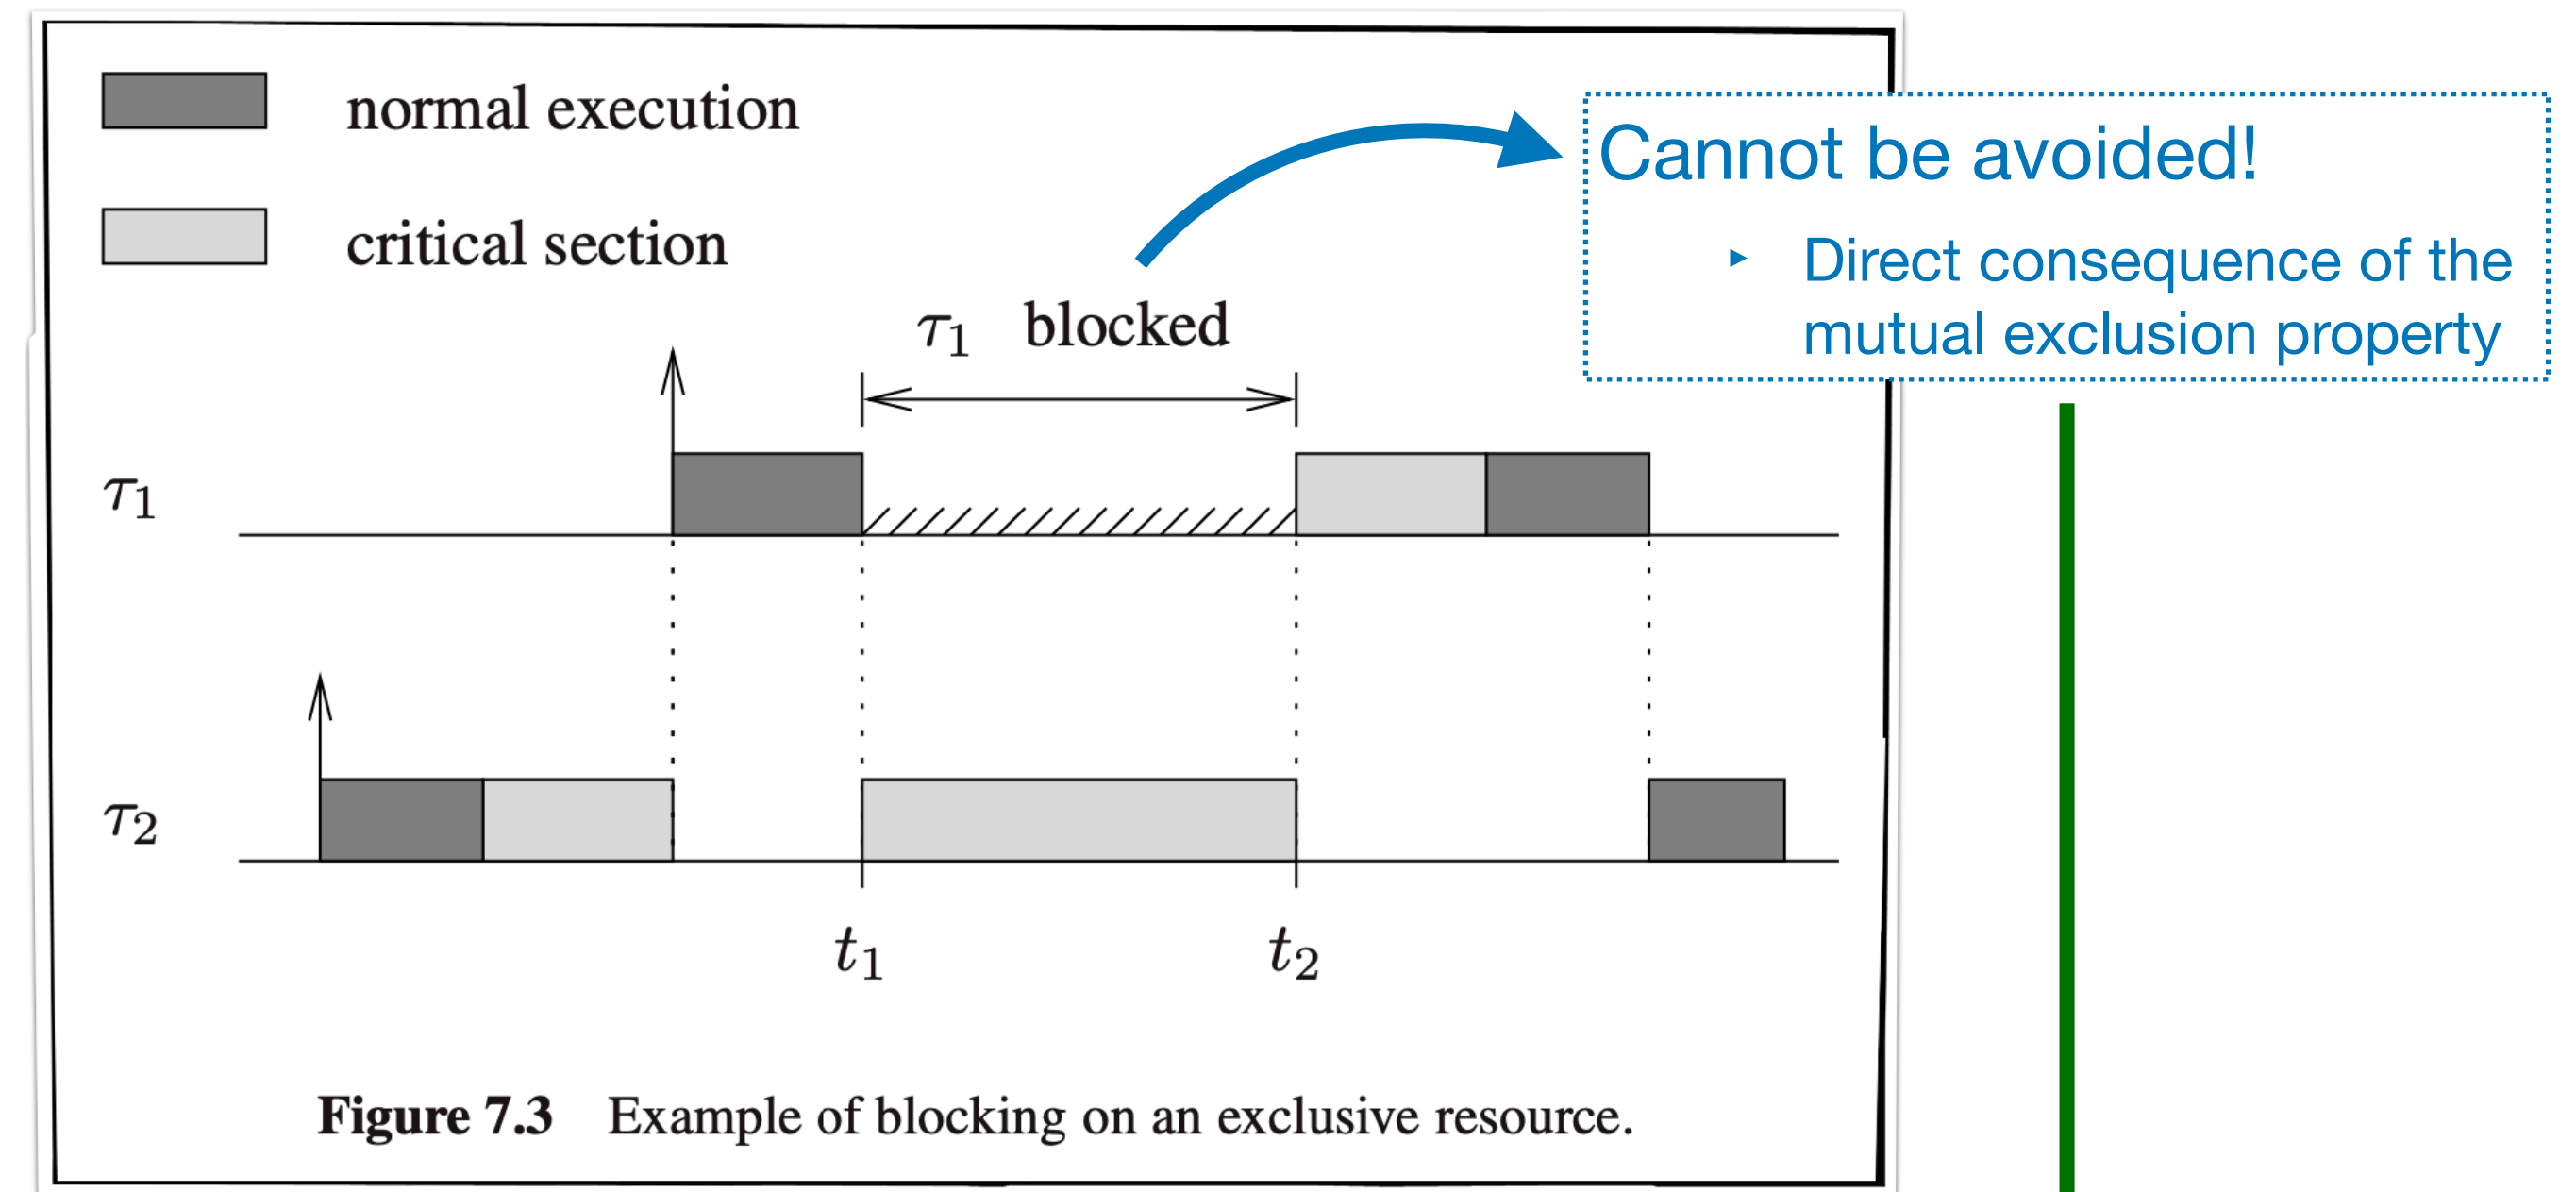 normal execution
critical section
Cannot be avoided!
‣ Direct consequence of the
mutual exclusion property
τ₁ blocked
τ₁
τ₂
t₁ t₂
Figure 7.3 Example of blocking on an exclusive resource.